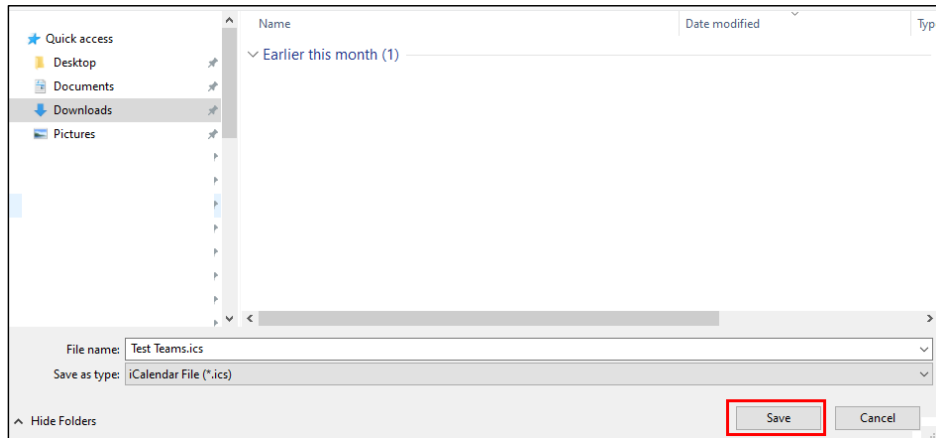 Name Date modified Typ
Quick access
Earlier this month (1)
Desktop
Documents
Downloads
Pictures
File name: Test Teams.ics
Save as type: iCalendar File (*.ics)
Hide Folders Save Cancel